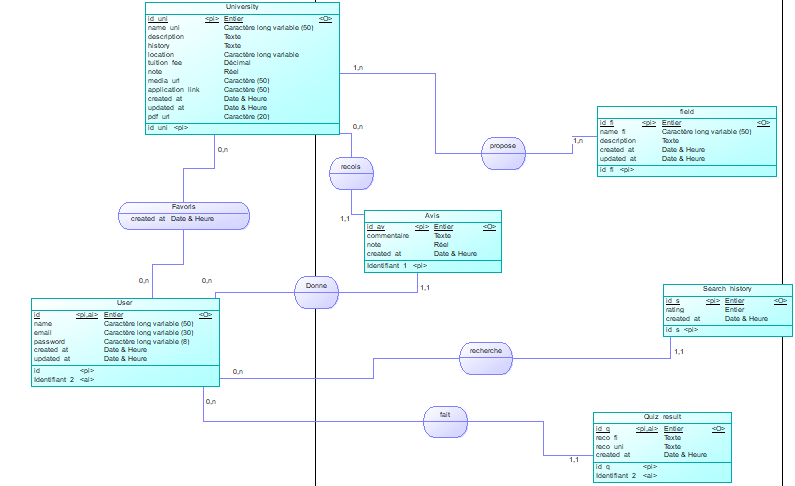 University
id_uni <pi> Entier <O>
name_uni Caractère long variable (50)
description Texte
history Texte
location Caractère long variable
tuition_fee Décimal
note Réel
media_url Caractère (50)
application_link Caractère (50)
created_at Date & Heure
updated_at Date & Heure
pdf_url Caractère (20)
id_uni <pi>
1,n
0,n
0,n
field
id_fi <pi> Entier <O>
name_fi Caractère long variable (50)
description Texte
created_at Date & Heure
updated_at Date & Heure
id_fi <pi>
1,n
propose
recois
1,1
Favoris
created_at Date & Heure
Avis
id_av <pi> Entier <O>
commentaire Texte
note Réel
created_at Date & Heure
Identifiant_1 <pi>
0,n
0,n
Donne
1,1
User
id <pi,ai> Entier <O>
name Caractère long variable (50)
email Caractère long variable (30)
password Caractère long variable (8)
created_at Date & Heure
updated_at Date & Heure
id <pi>
Identifiant_2 <ai>
Search_history
id_s <pi> Entier <O>
rating Entier
created_at Date & Heure
id_s <pi>
recherche
1,1
0,n
0,n
fait
1,1
Quiz_result
id_q <pi,ai> Entier <O>
reco_fi Texte
reco_uni Texte
created_at Date & Heure
id_q <pi>
Identifiant_2 <ai>